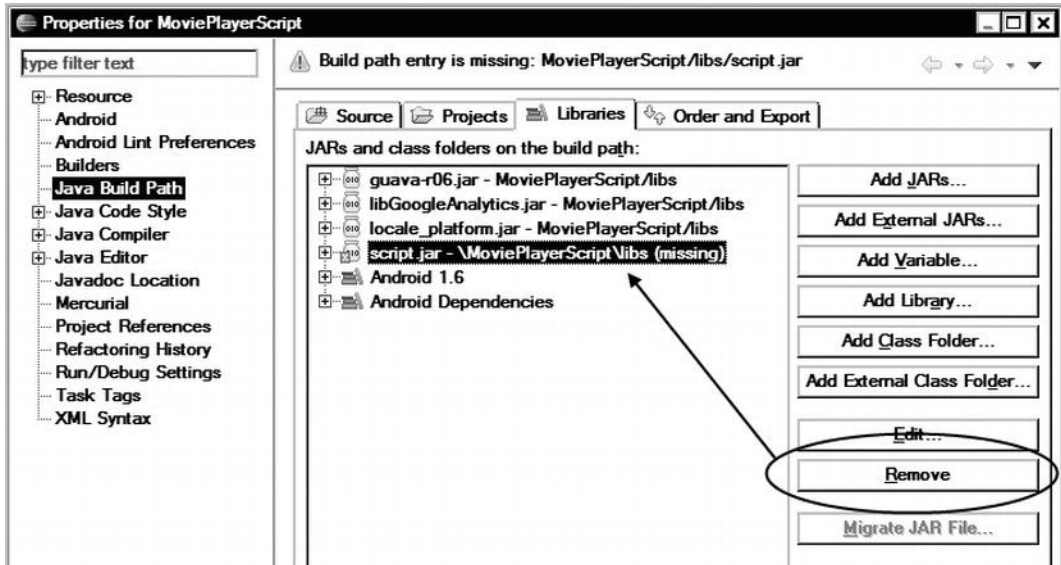 Properties for MoviePlayerScript
type filter text
Build path entry is missing: MoviePlayerScript/libs/script.jar
Resource
Android
Android Lint Preferences
Builders
Java Build Path
Java Code Style
Java Compiler
Java Editor
Javadoc Location
Mercurial
Project References
Refactoring History
Run/Debug Settings
Task Tags
XML Syntax
Source
Projects
Libraries
Order and Export
JARs and class folders on the build path:
guava-r06.jar - MoviePlayerScript/libs
libGoogleAnalytics.jar - MoviePlayerScript/libs
locale_platform.jar - MoviePlayerScript/libs
script.jar - \MoviePlayerScript\libs (missing)
Android 1.6
Android Dependencies
Add JARs...
Add External JARs...
Add Variable...
Add Library...
Add Class Folder...
Add External Class Folder...
Edit...
Remove
Migrate JAR File...